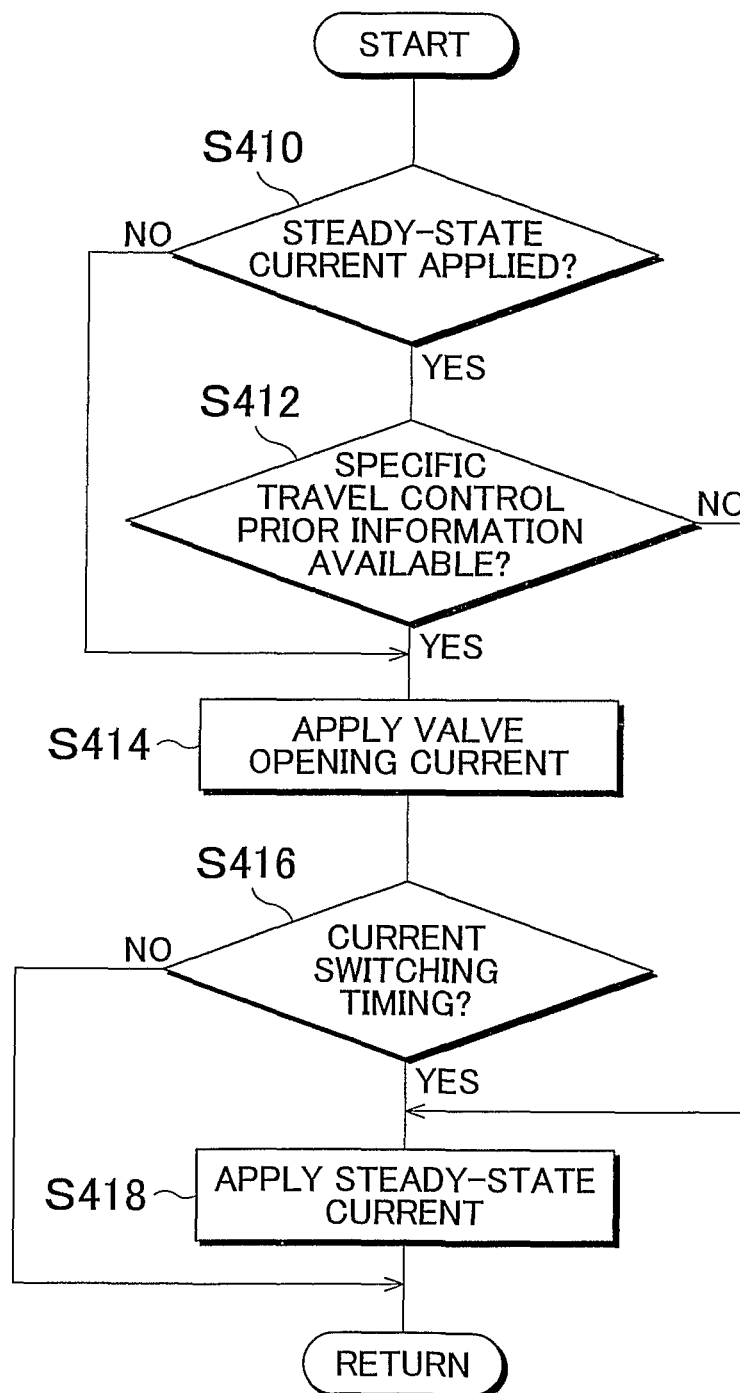 START
S410
NO
STEADY-STATE
CURRENT APPLIED?
YES
S412
SPECIFIC
TRAVEL CONTROL
PRIOR INFORMATION
AVAILABLE?
NO
YES
S414
APPLY VALVE
OPENING CURRENT
S416
NO
CURRENT
SWITCHING
TIMING?
YES
S418
APPLY STEADY-STATE
CURRENT
RETURN